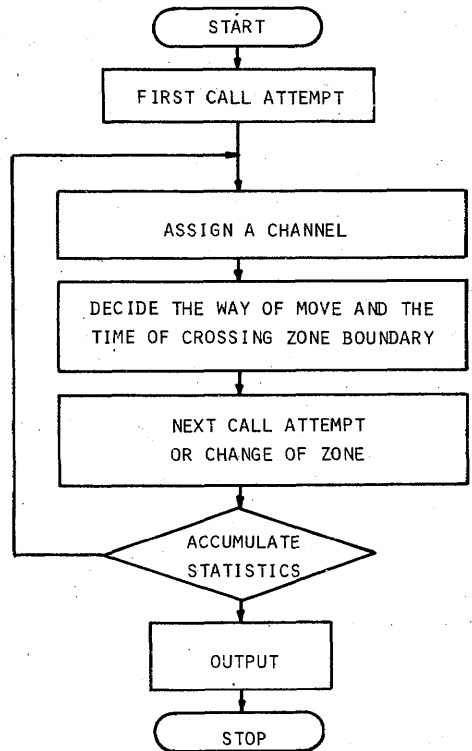 START
FIRST CALL ATTEMPT
ASSIGN A CHANNEL
DECIDE THE WAY OF MOVE AND THE
TIME OF CROSSING ZONE BOUNDARY
NEXT CALL ATTEMPT
OR CHANGE OF ZONE
ACCUMULATE
STATISTICS
OUTPUT
STOP